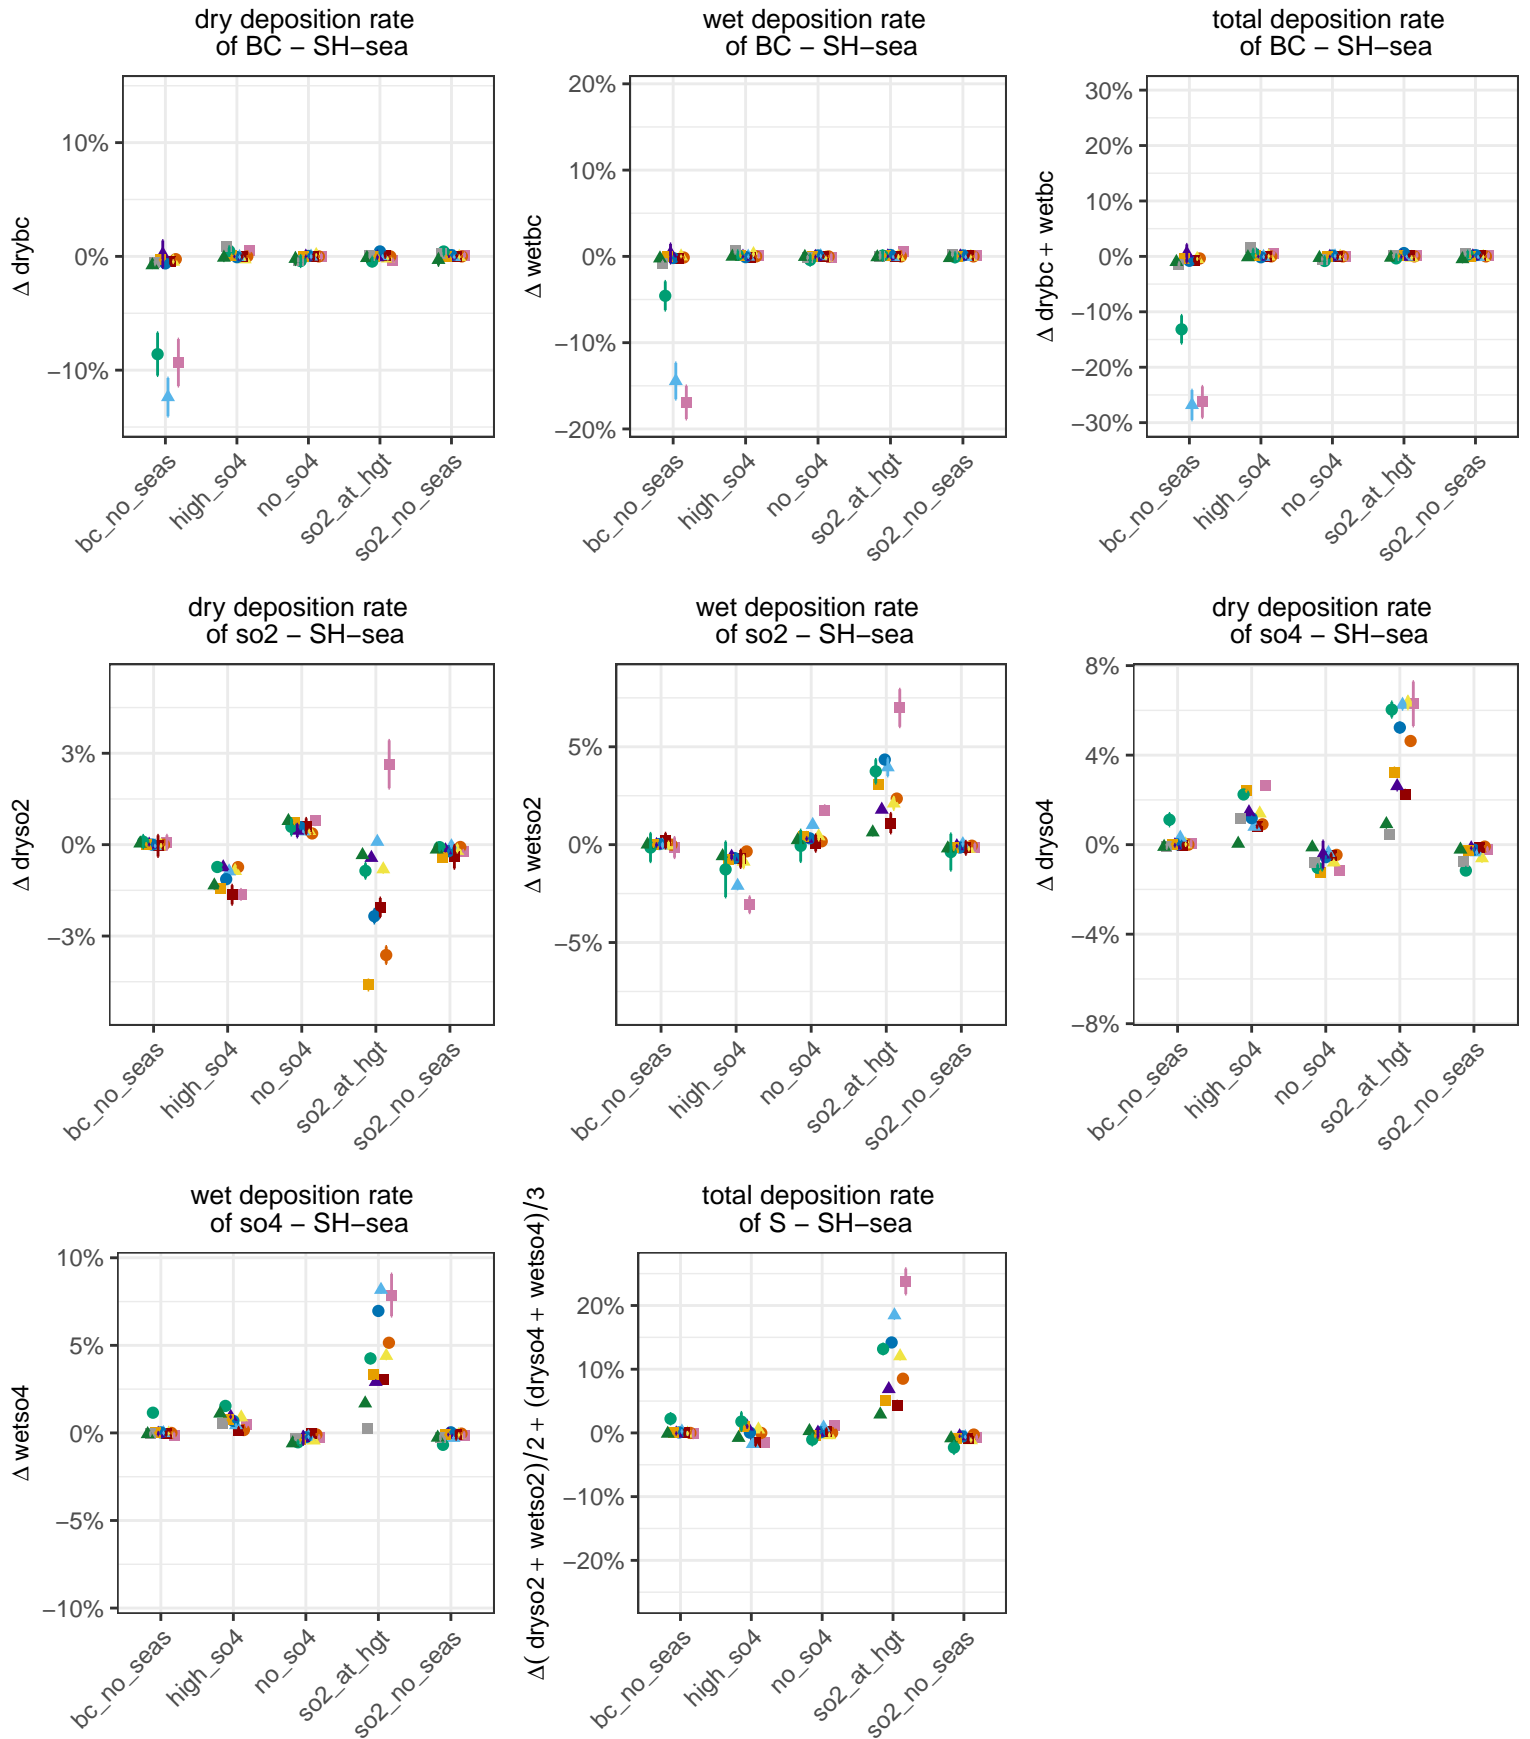 dry deposition rate
of BC − SH−sea
Δ drybc
10%
0%
−10%
bc_no_seas
high_so4
no_so4
so2_at_hgt
so2_no_seas
wet deposition rate
of BC − SH−sea
Δ wetbc
20%
10%
0%
−10%
−20%
bc_no_seas
high_so4
no_so4
so2_at_hgt
so2_no_seas
total deposition rate
of BC − SH−sea
Δ drybc + wetbc
30%
20%
10%
0%
−10%
−20%
−30%
bc_no_seas
high_so4
no_so4
so2_at_hgt
so2_no_seas
dry deposition rate
of so2 − SH−sea
Δ dryso2
3%
0%
−3%
bc_no_seas
high_so4
no_so4
so2_at_hgt
so2_no_seas
wet deposition rate
of so2 − SH−sea
Δ wetso2
5%
0%
−5%
bc_no_seas
high_so4
no_so4
so2_at_hgt
so2_no_seas
dry deposition rate
of so4 − SH−sea
Δ dryso4
8%
4%
0%
−4%
−8%
bc_no_seas
high_so4
no_so4
so2_at_hgt
so2_no_seas
wet deposition rate
of so4 − SH−sea
Δ wetso4
10%
5%
0%
−5%
−10%
bc_no_seas
high_so4
no_so4
so2_at_hgt
so2_no_seas
total deposition rate
of S − SH−sea
Δ( dryso2 + wetso2)/2 + (dryso4 + wetso4)/3
20%
10%
0%
−10%
−20%
bc_no_seas
high_so4
no_so4
so2_at_hgt
so2_no_seas